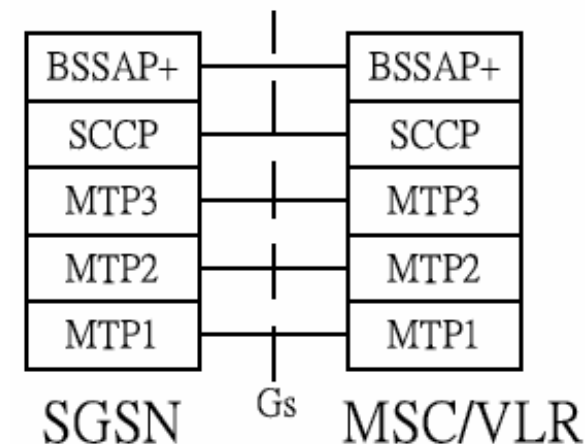 BSSAP+ BSSAP+
SCCP SCCP
MTP3 MTP3
MTP2 MTP2
MTP1 MTP1
SGSN Gs MSC/VLR